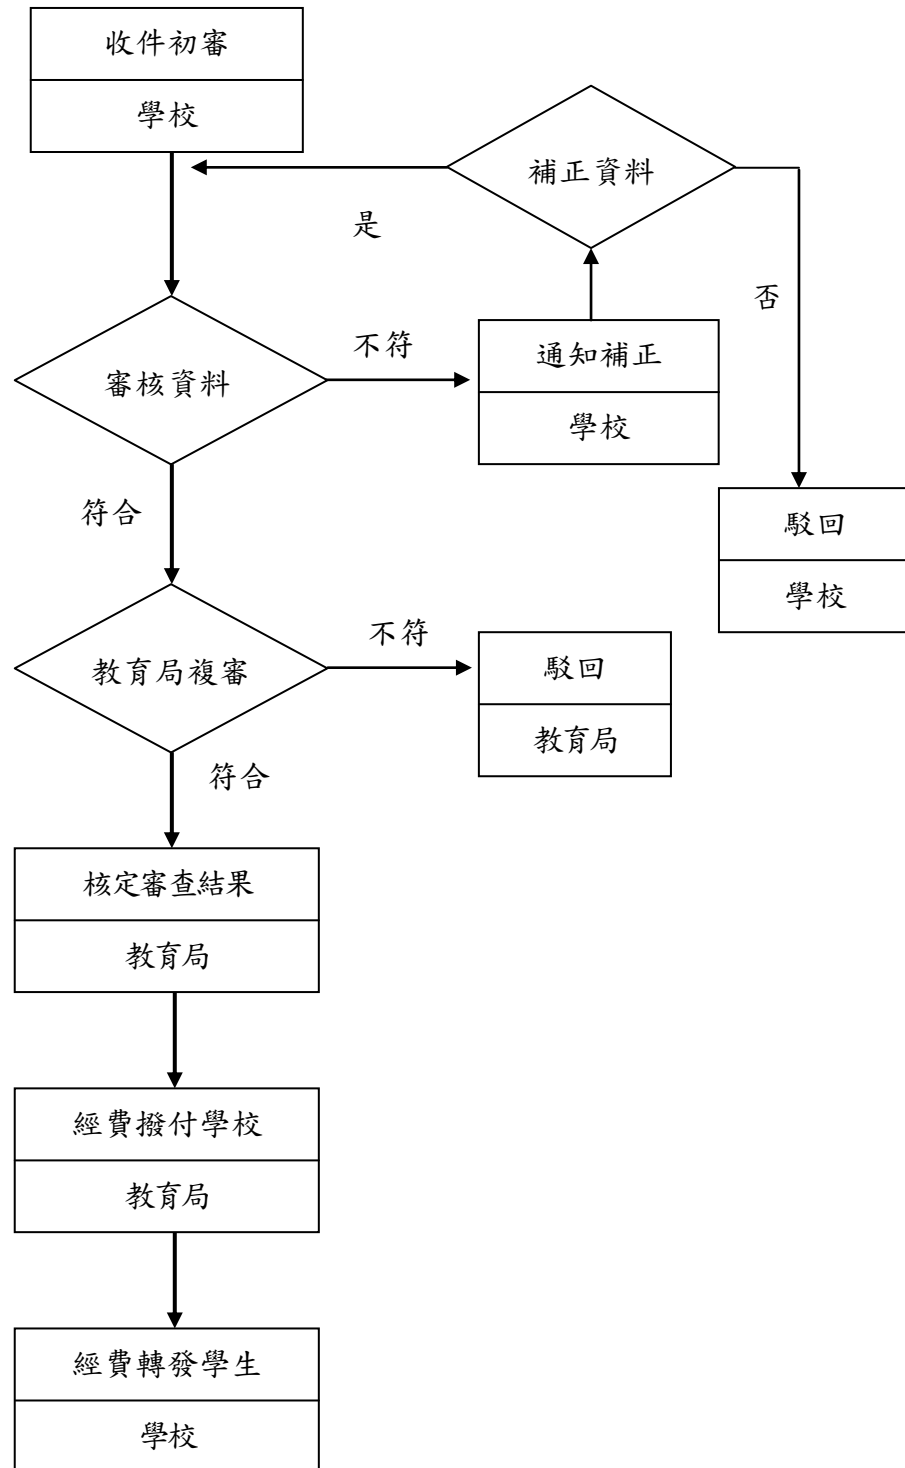 收件初審
學校
補正資料
是
否
審核資料
不符
通知補正
學校
符合
駁回
學校
教育局複審
不符
駁回
教育局
符合
核定審查結果
教育局
經費撥付學校
教育局
經費轉發學生
學校